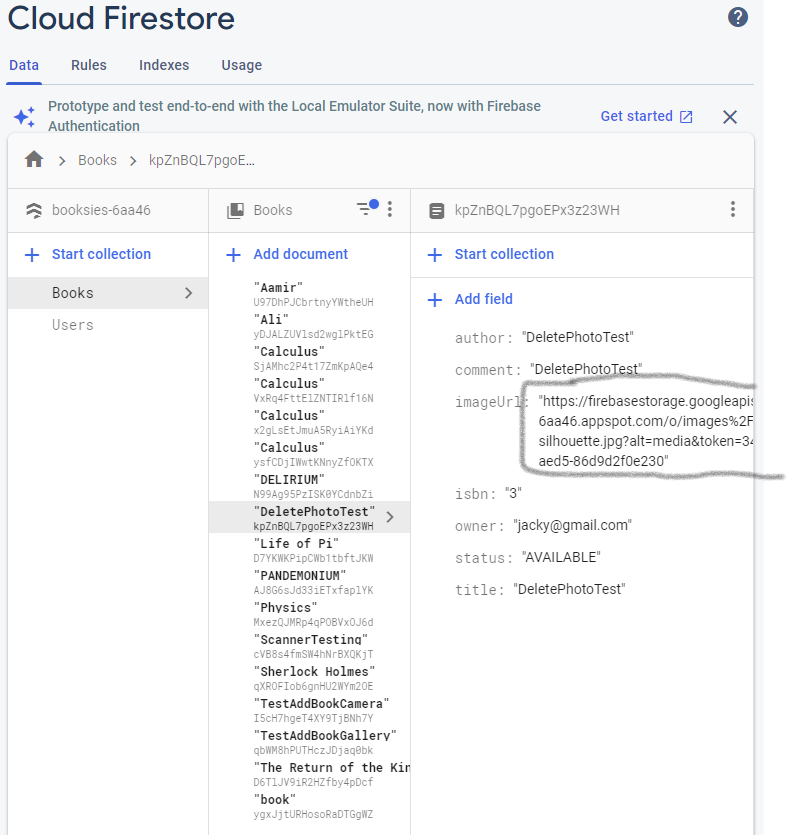 Cloud Firestore
Data Rules Indexes Usage
Prototype and test end-to-end with the Local Emulator Suite, now with Firebase
Authentication
Get started
Books kpZnBQL7pgoE…
booksies-6aa46
Start collection
Books
Users
Books
Add document
"Aamir"
U97DhPJCbrtnyYWtheUH
"Ali"
yDJALZUVlsd2wglPktEG
"Calculus"
SjAMhc2P4t17ZmKpAQe4
"Calculus"
VxRq4FttElZNTIRlf16N
"Calculus"
x2gLsEtJmuA5RyiAiYKd
"Calculus"
ysfCDjIWwtKNnyZfOKTX
"DELIRIUM"
N99Ag95PzISK0YCdnbZi
"DeletePhotoTest"
kpZnBQL7pgoEPx3z23WH
"Life of Pi"
D7YKWKPipCWb1tbftJKW
"PANDEMONIUM"
AJ8G6sJd33iETxfaplYK
"Physics"
MxezQJMRp4qPOBVxOJ6d
"ScannerTesting"
cVB8s4fmSW4hNrBXQKjT
"Sherlock Holmes"
qXROFIob6gnHU2WYm2OE
"TestAddBookCamera"
I5cH7hgeT4XY9TjBNh7Y
"TestAddBookGallery"
qbWM8hPUTHczJDjaq0bk
"The Return of the Kin
D6TlJV9iR2HZfby4pDcf
"book"
ygxJjtURHosoRaDTGgWZ
kpZnBQL7pgoEPx3z23WH
Start collection
Add field
author: "DeletePhotoTest"
comment: "DeletePhotoTest"
imageUrl: "https://firebasestorage.googleapis
6aa46.appspot.com/o/images%2F
silhouette.jpg?alt=media&token=34
aed5-86d9d2f0e230"
isbn: "3"
owner: "jacky@gmail.com"
status: "AVAILABLE"
title: "DeletePhotoTest"